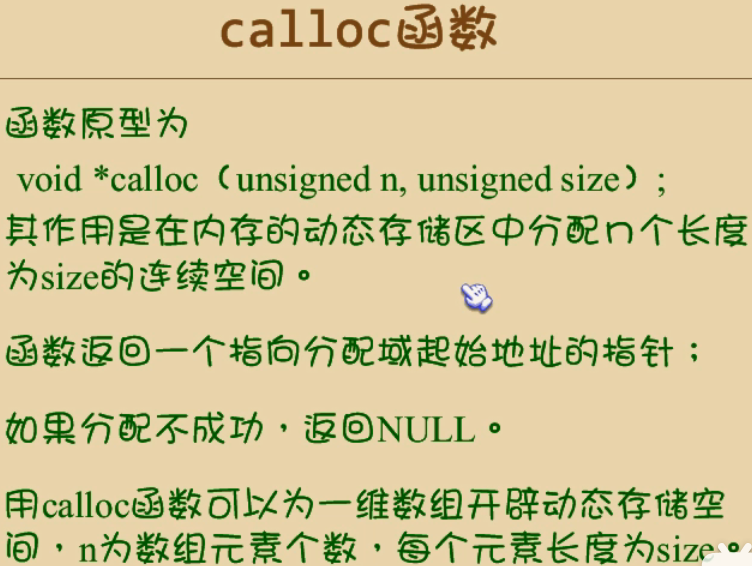 calloc函数
函数原型为
void *calloc（unsigned n, unsigned size）;
其作用是在内存的动态存储区中分配n个长度
为size的连续空间。
函数返回一个指向分配域起始地址的指针；
如果分配不成功，返回NULL。
用calloc函数可以为一维数组开辟动态存储空
间，n为数组元素个数，每个元素长度为size。